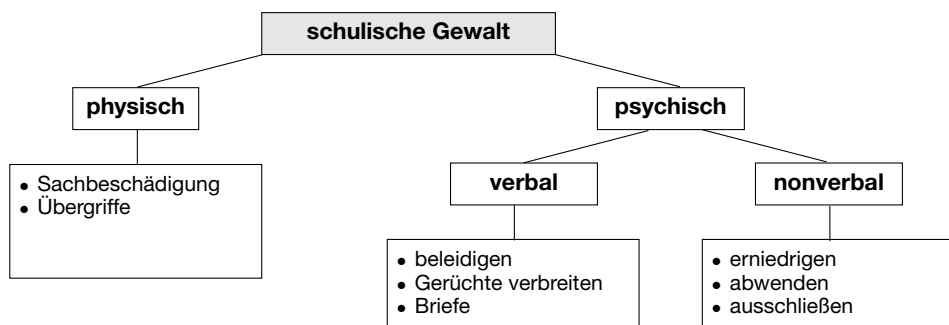 schulische Gewalt
physisch
psychisch
• Sachbeschädigung
• Übergriffe
verbal
nonverbal
• beleidigen
• Gerüchte verbreiten
• Briefe
• erniedrigen
• abwenden
• ausschließen